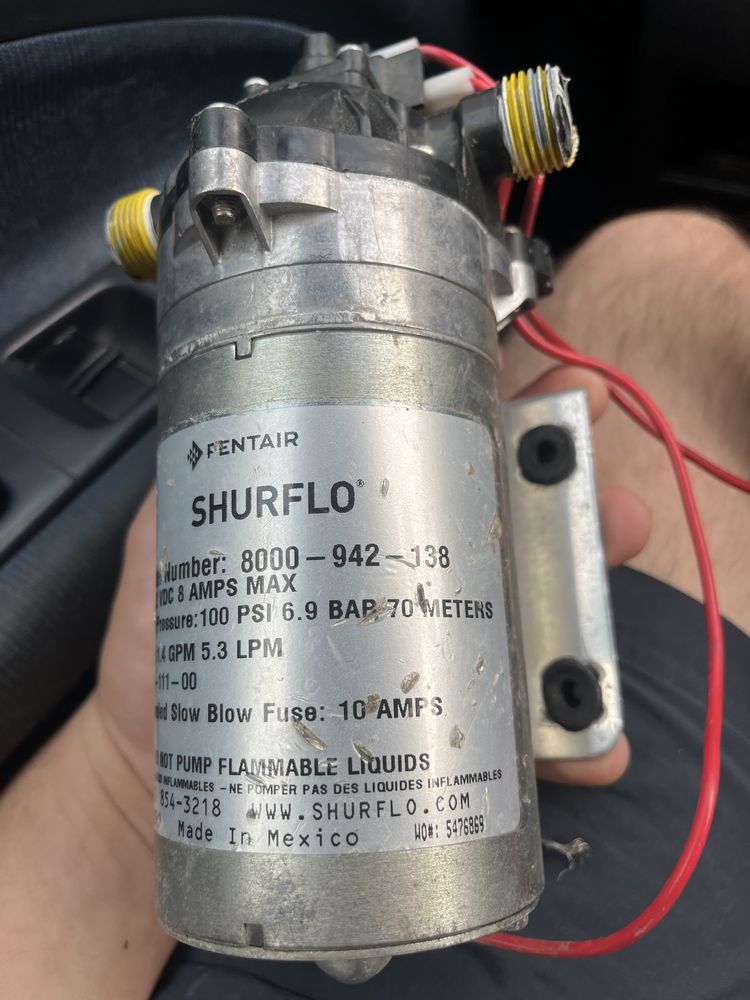 PENTAIR
SHURFLO®
Number: 8000-942-138
VDC 8 AMPS MAX
Pressure: 100 PSI 6.9 BAR 70 METERS
1.4 GPM 5.3 LPM
-111-00
Slow Blow Fuse: 10 AMPS
NOT PUMP FLAMMABLE LIQUIDS
INFLAMMABLES - NE POMPER PAS DES LIQUIDES INFLAMMABLES
854-3218 WWW.SHURFLO.COM
Made In Mexico WO#: 5476869